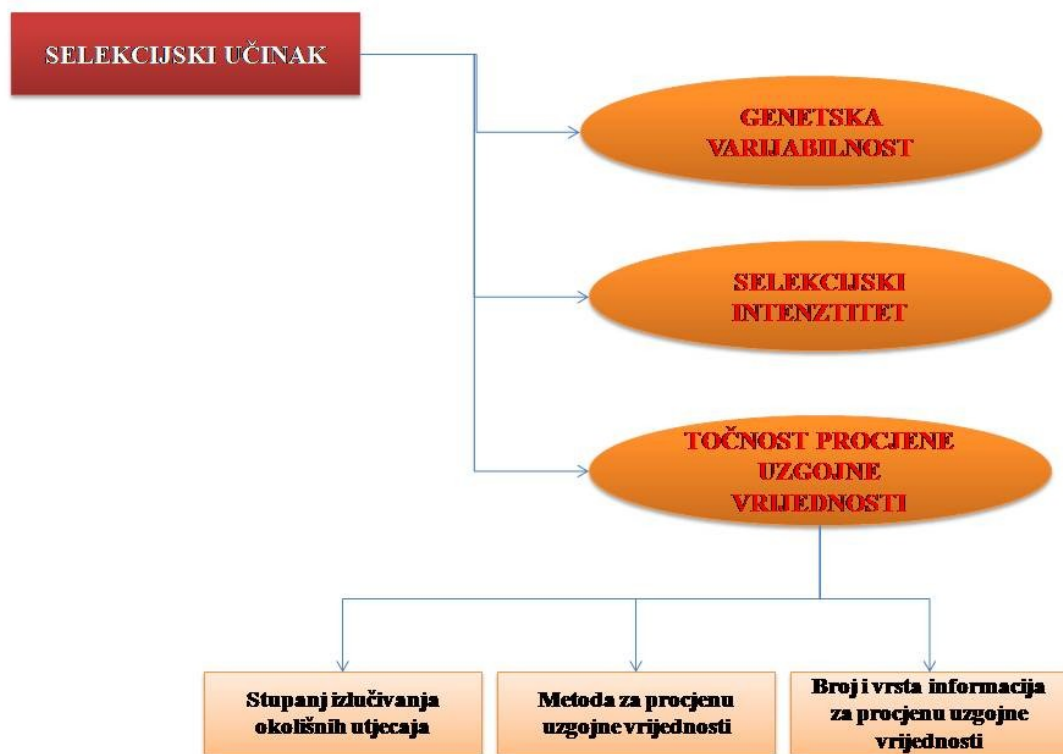 SELEKCIJSKI UČINAK
GENETSKA
VARIJABILNOST
SELEKCIJSKI
INTENZTITET
TOČNOST PROCJENE
UZGOJNE
VRIJEDNOSTI
Stupanj izlučivanja
okolišnih utjecaja
Metoda za procjenu
uzgojne vrijednosti
Broj i vrsta informacija
za procjenu uzgojne
vrijednosti